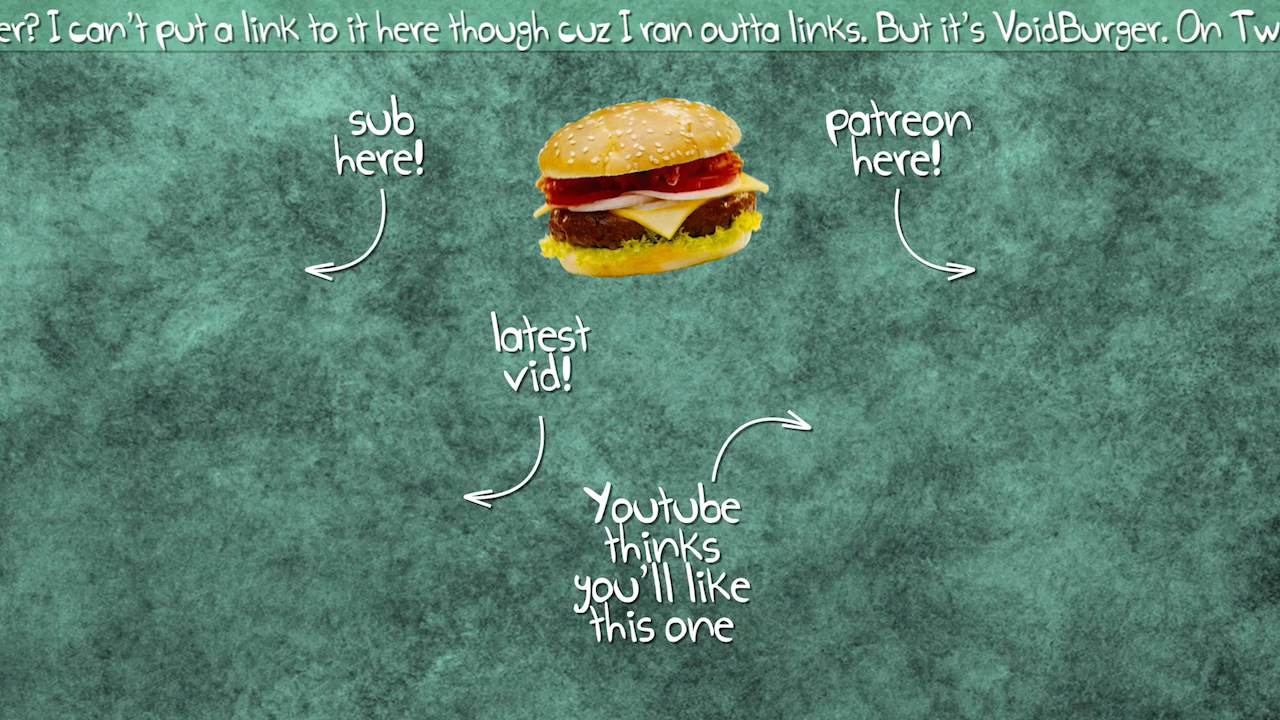 er? I can't put a link to it here though cuz I ran outta links. But it's VoidBurger. On Tw
sub
here!
patreon
here!
latest
vid!
Youtube
thinks
you'll like
this one